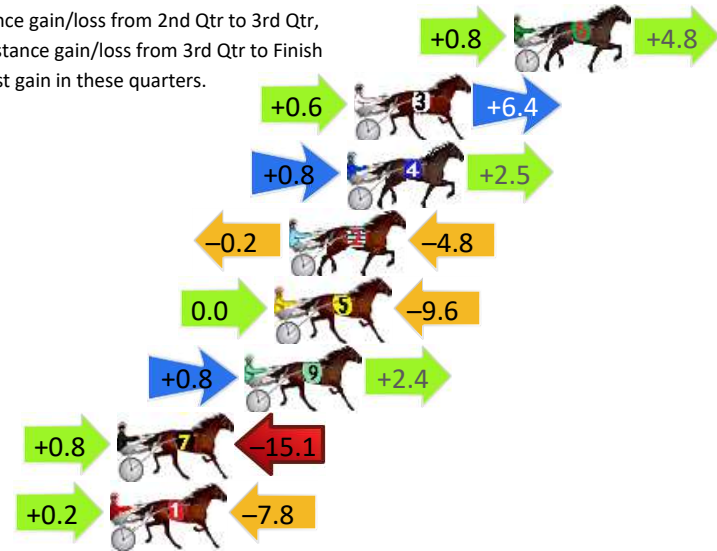 nce gain/loss from 2nd Qtr to 3rd Qtr,
stance gain/loss from 3rd Qtr to Finish
st gain in these quarters.
+0.8 +4.8
+0.6 3 +6.4
+0.8 4 +2.5
–0.2 –4.8
0.0 5 –9.6
+0.8 9 +2.4
+0.8 7 –15.1
+0.2 1 –7.8